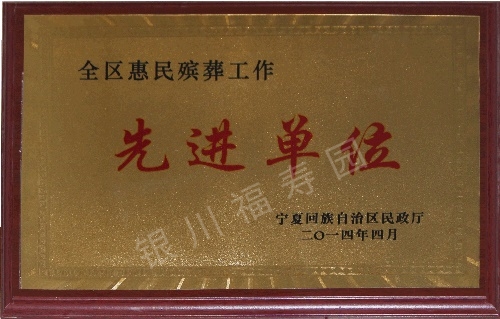 全区惠民殡葬工作
先进单位
宁夏回族自治区民政厅
二〇一四年四月
银川福寿园